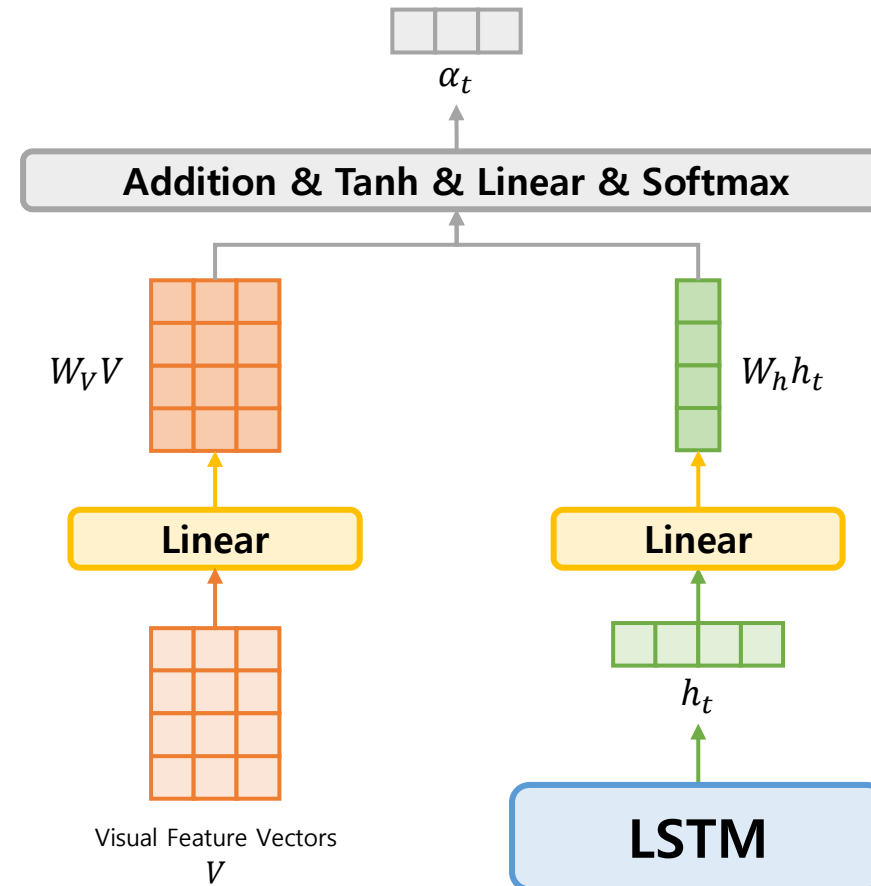 α_t
Addition & Tanh & Linear & Softmax
W_V V
W_h h_t
Linear
Linear
h_t
Visual Feature Vectors
V
LSTM